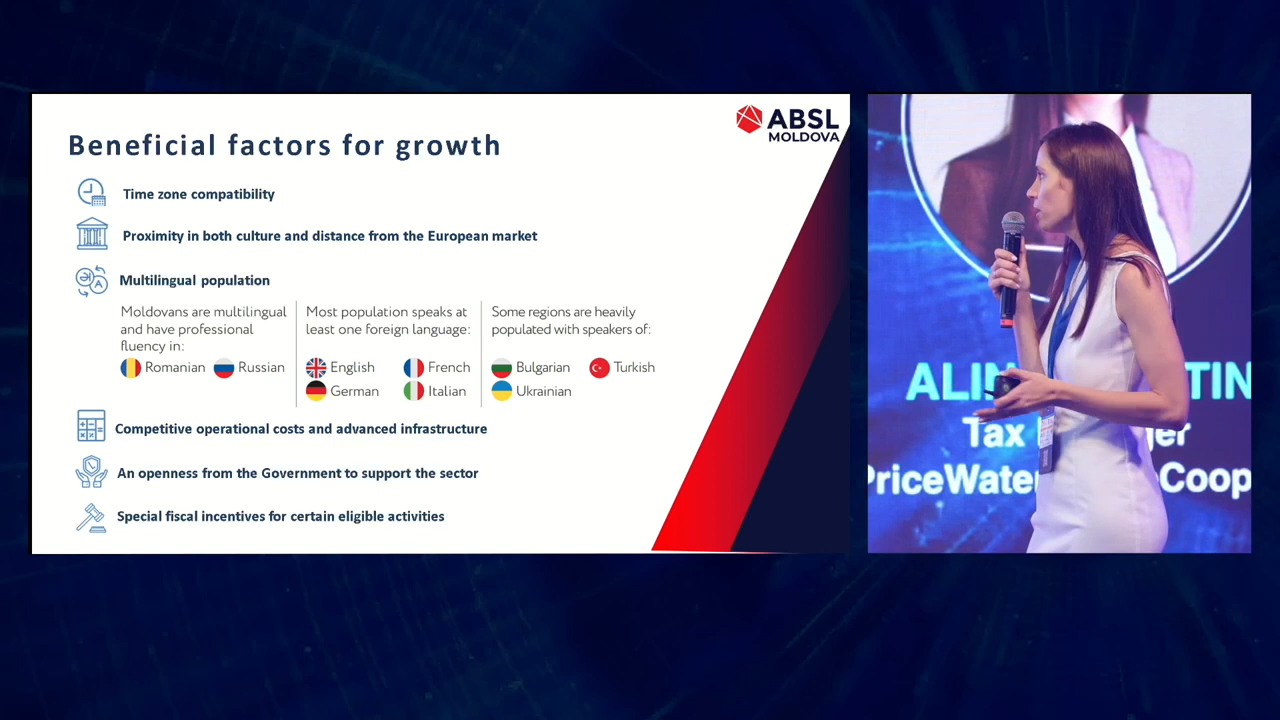 ABSL
MOLDOVA
Beneficial factors for growth
Time zone compatibility
Proximity in both culture and distance from the European market
Multilingual population
Moldovans are multilingual
and have professional
fluency in:
Romanian Russian
Most population speaks at
least one foreign language:
English French
German Italian
Some regions are heavily
populated with speakers of:
Bulgarian Turkish
Ukrainian
Competitive operational costs and advanced infrastructure
An openness from the Government to support the sector
Special fiscal incentives for certain eligible activities
Tax